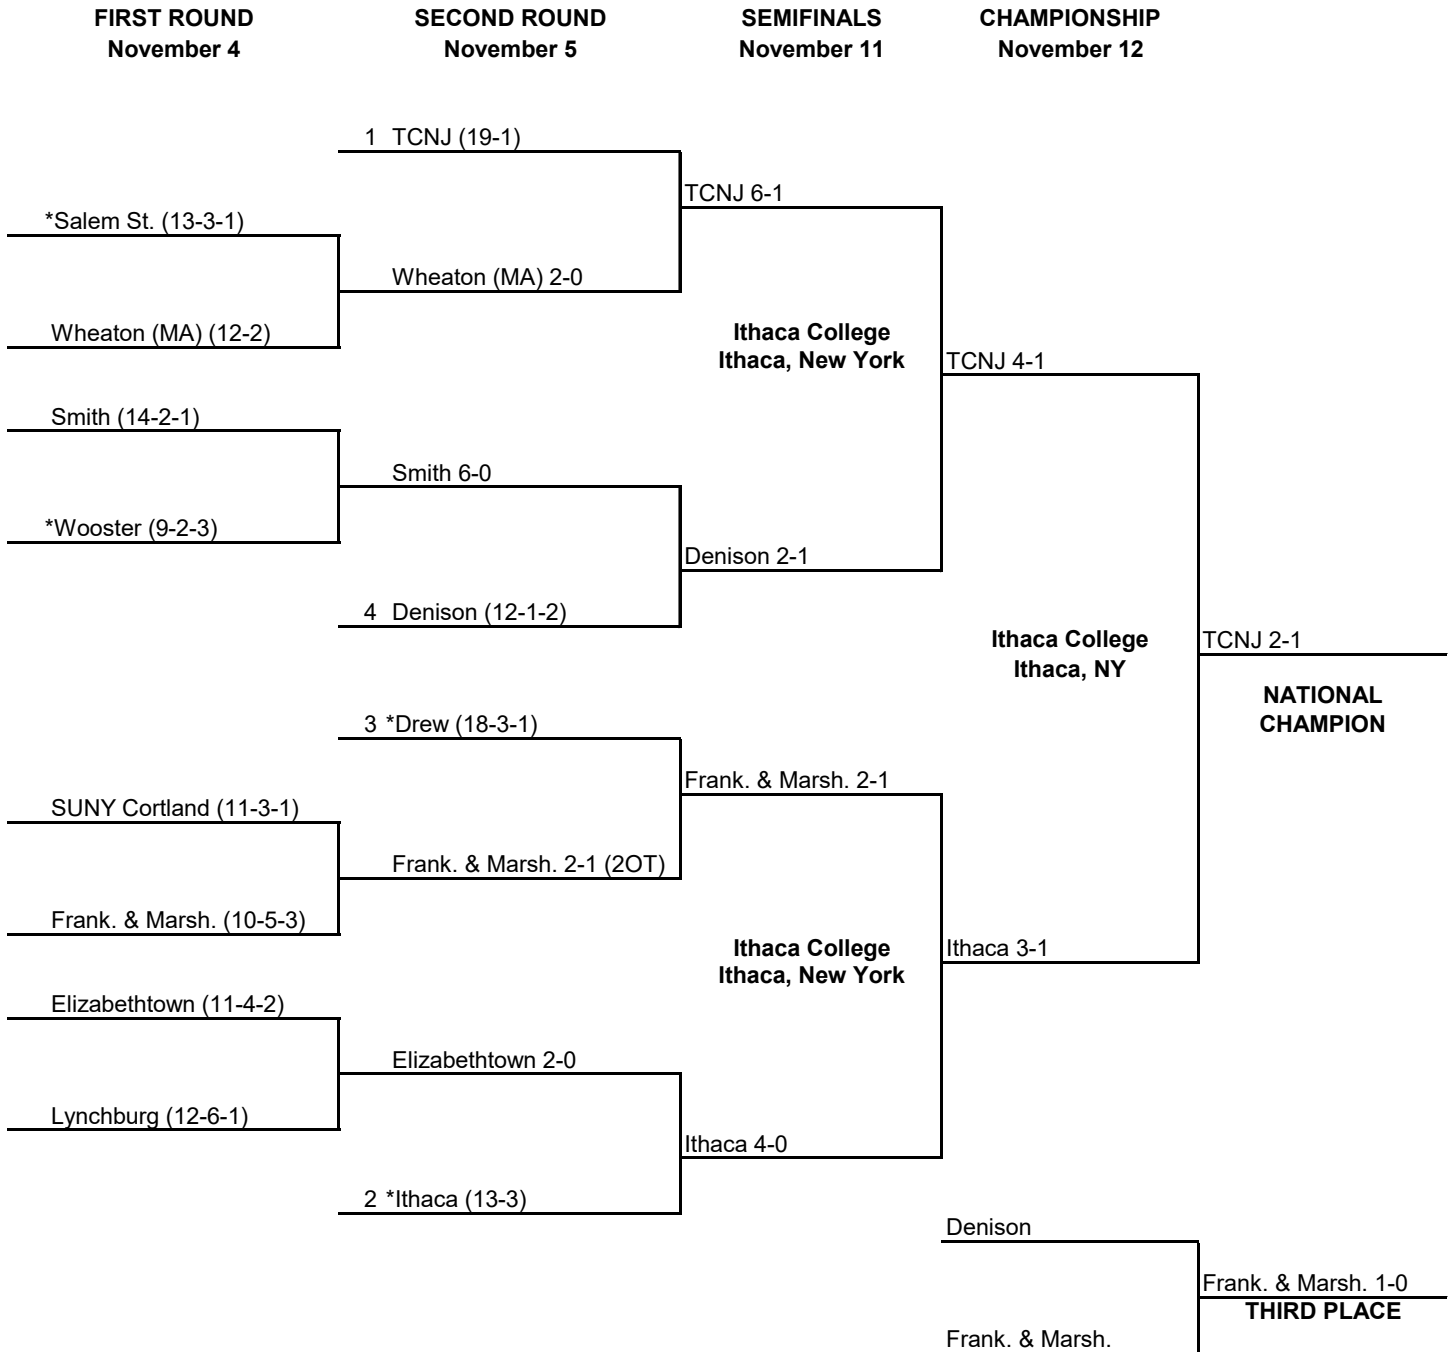 FIRST ROUND
November 4
SECOND ROUND
November 5
SEMIFINALS
November 11
CHAMPIONSHIP
November 12
1 TCNJ (19-1)
TCNJ 6-1
*Salem St. (13-3-1)
Wheaton (MA) 2-0
Wheaton (MA) (12-2)
Ithaca College
Ithaca, New York
TCNJ 4-1
Smith (14-2-1)
Smith 6-0
*Wooster (9-2-3)
Denison 2-1
4 Denison (12-1-2)
Ithaca College
Ithaca, NY
TCNJ 2-1
NATIONAL
CHAMPION
3 *Drew (18-3-1)
Frank. & Marsh. 2-1
SUNY Cortland (11-3-1)
Frank. & Marsh. 2-1 (2OT)
Frank. & Marsh. (10-5-3)
Ithaca College
Ithaca, New York
Ithaca 3-1
Elizabethtown (11-4-2)
Elizabethtown 2-0
Lynchburg (12-6-1)
Ithaca 4-0
2 *Ithaca (13-3)
Denison
Frank. & Marsh. 1-0
THIRD PLACE
Frank. & Marsh.